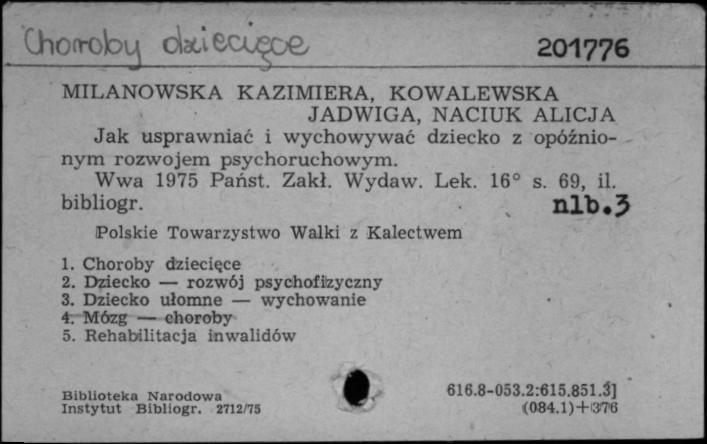 Choroby dziecięce
201776
MILANOWSKA KAZIMIERA, KOWALEWSKA
JADWIGA, NACIUK ALICJA
Jak usprawniać i wychowywać dziecko z opóźnio-
nym rozwojem psychoruchowym.
Wwa 1975 Państ. Zakł. Wydaw. Lek. 16° s. 69, il.
bibliogr. nlb.3
Polskie Towarzystwo Walki z Kalectwem
1. Choroby dziecięce
2. Dziecko — rozwój psychofizyczny
3. Dziecko ułomne — wychowanie
4. Mózg — choroby
5. Rehabilitacja inwalidów
Biblioteka Narodowa 616.8-053.2:615.851.3]
Instytut Bibliogr. 2712/75 (084.1)+376